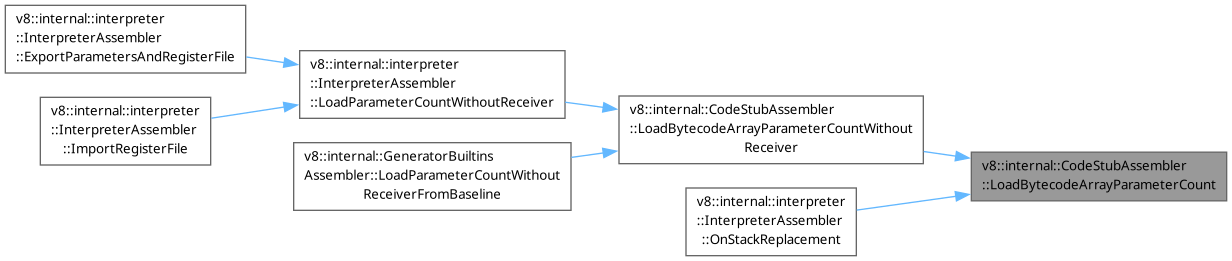 v8::internal::interpreter
::InterpreterAssembler
::ExportParametersAndRegisterFile
v8::internal::interpreter
::InterpreterAssembler
::ImportRegisterFile
v8::internal::interpreter
::InterpreterAssembler
::LoadParameterCountWithoutReceiver
v8::internal::GeneratorBuiltins
Assembler::LoadParameterCountWithout
ReceiverFromBaseline
v8::internal::CodeStubAssembler
::LoadBytecodeArrayParameterCountWithout
Receiver
v8::internal::interpreter
::InterpreterAssembler
::OnStackReplacement
v8::internal::CodeStubAssembler
::LoadBytecodeArrayParameterCount